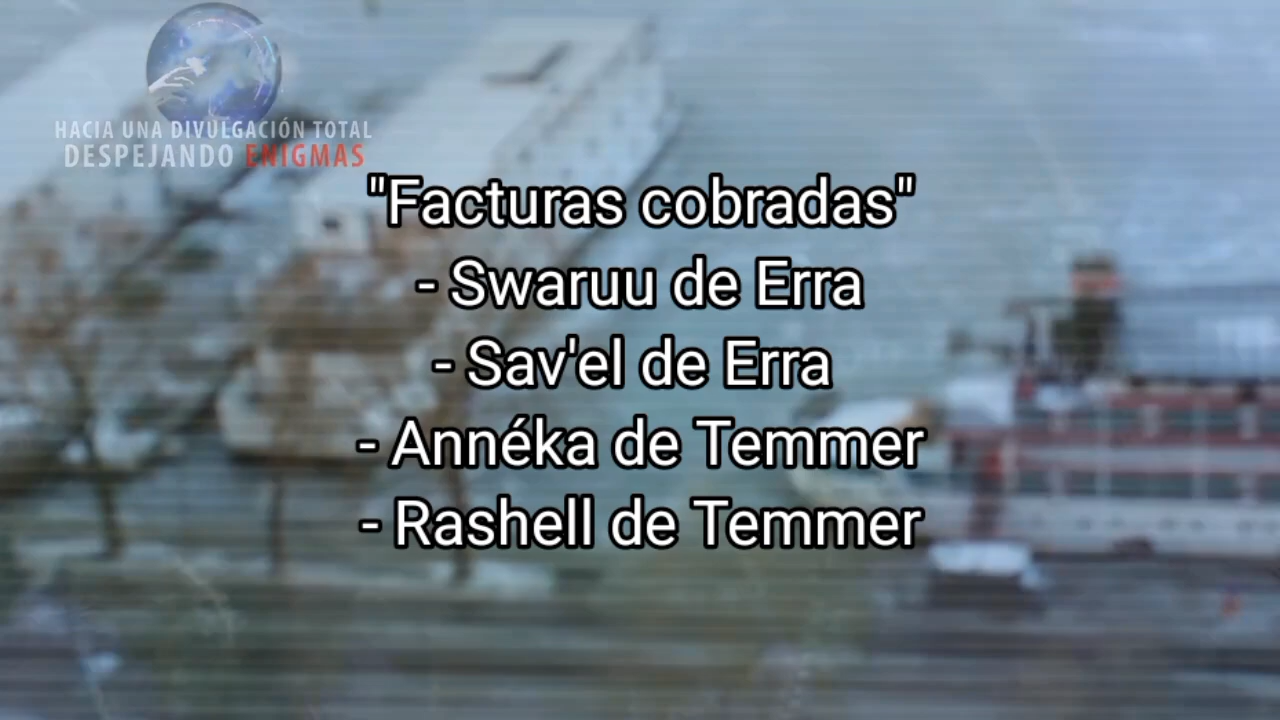 HACIA UNA DIVULGACIÓN TOTAL
DESPEJANDO ENIGMAS
"Facturas cobradas"
- Swaruu de Erra
- Sav'el de Erra
- Annéka de Temmer
- Rashell de Temmer